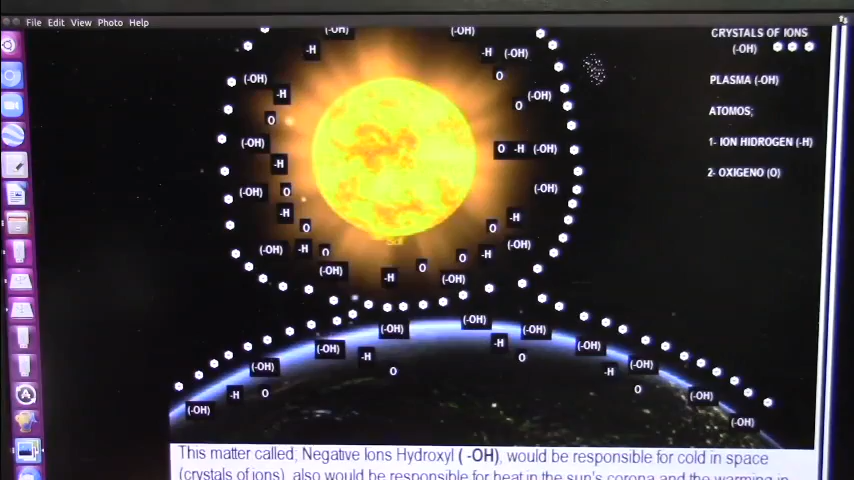 File Edit View Photo Help
CRYSTALS OF IONS
(-OH)
PLASMA (-OH)
ATOMOS;
1- ION HIDROGEN (-H)
2- OXIGENO (O)
(-OH) (-OH)
-H -H (-OH)
(-OH) O
-H (-OH)
O O
(-OH) O -H (-OH)
-H
(-OH) O (-OH)
-H -H
O O
(-OH) -H O -H (-OH)
(-OH) O O
-H (-OH)
(-OH) (-OH) (-OH)
(-OH) -H -H (-OH)
(-OH) O O (-OH)
-H O -H O (-OH)
(-OH) (-OH)
This matter called; Negative Ions Hydroxyl ( -OH), would be responsible for cold in space
(crystals of ions), also would be responsible for heat in the sun's corona and the warming in